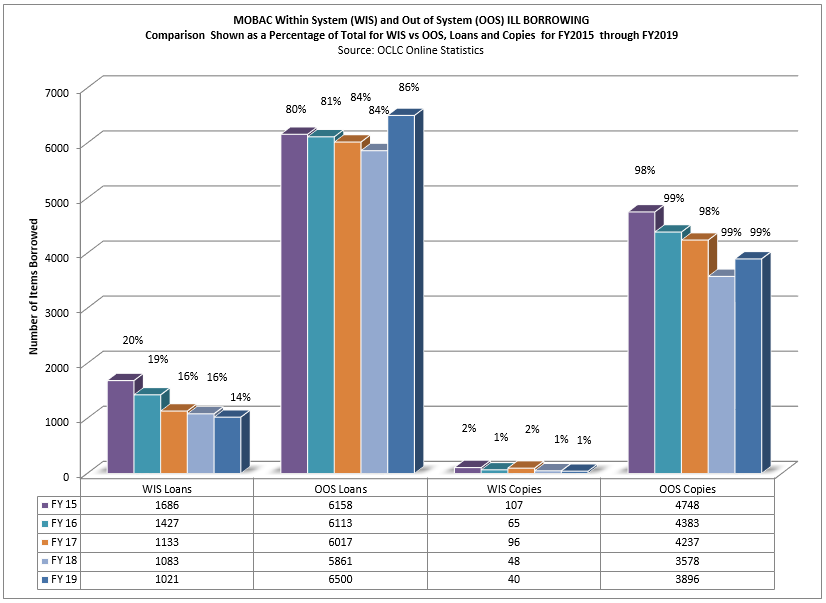 MOBAC Within System (WIS) and Out of System (OOS) ILL BORROWING
Comparison Shown as a Percentage of Total for WIS vs OOS, Loans and Copies for FY2015 through FY2019
Source: OCLC Online Statistics
Number of Items Borrowed
7000
6000
5000
4000
3000
2000
1000
0
20%
19%
16%
16%
14%
80%
81%
84%
84%
86%
2%
1%
2%
1%
1%
98%
99%
98%
99%
99%
WIS Loans OOS Loans WIS Copies OOS Copies
FY 15 1686 6158 107 4748
FY 16 1427 6113 65 4383
FY 17 1133 6017 96 4237
FY 18 1083 5861 48 3578
FY 19 1021 6500 40 3896